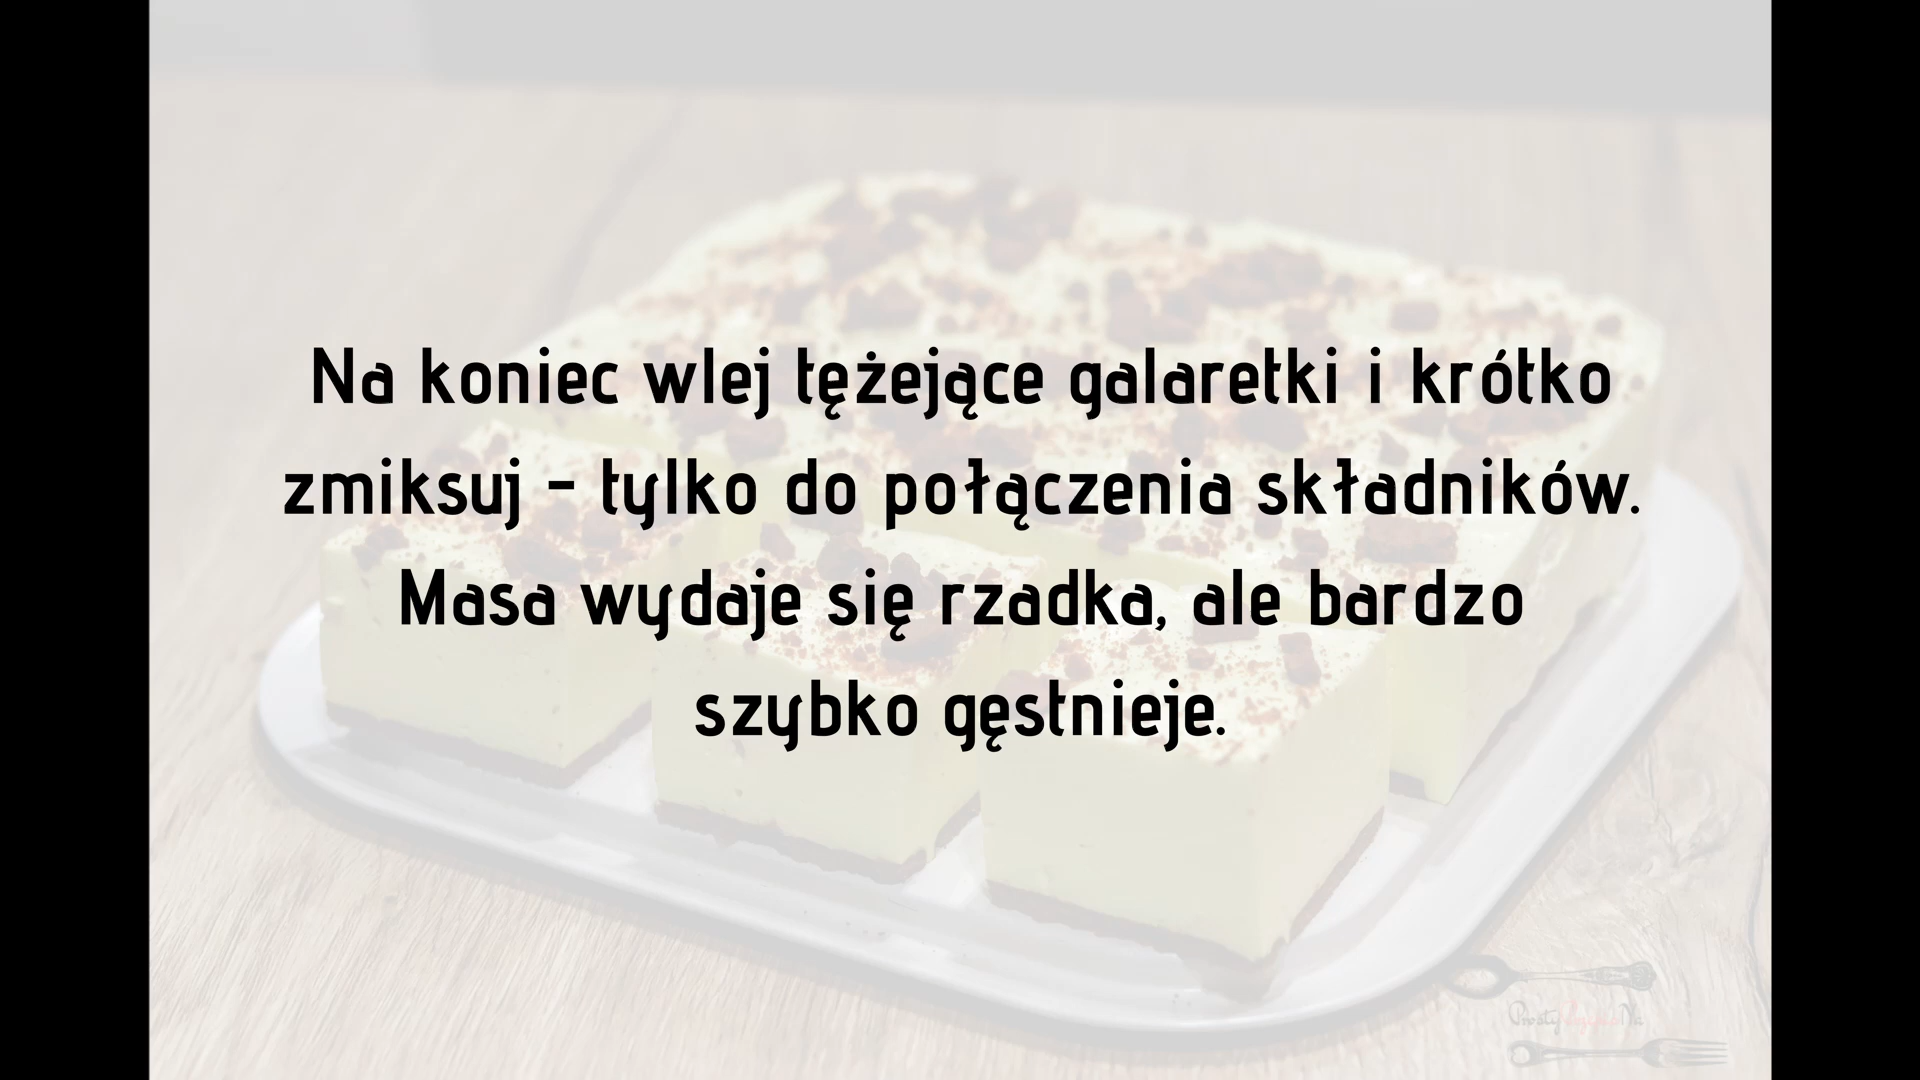 Na koniec wlej tężejące galaretki i krótko
zmiksuj - tylko do połączenia składników.
Masa wydaje się rzadka, ale bardzo
szybko gęstnieje.